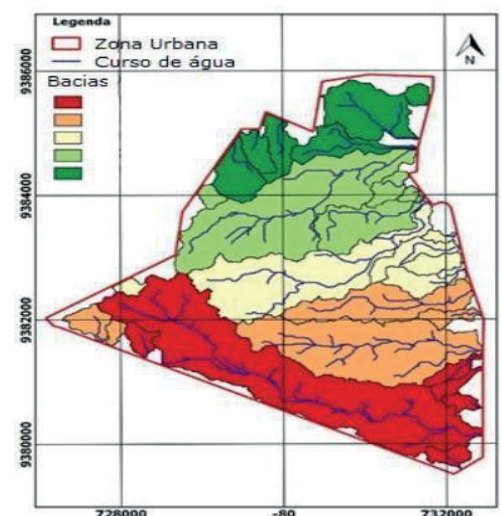 Legenda
Zona Urbana
Curso de água
Bacias
N
9386000
9384000
9382000
9380000
728000
-80
732000